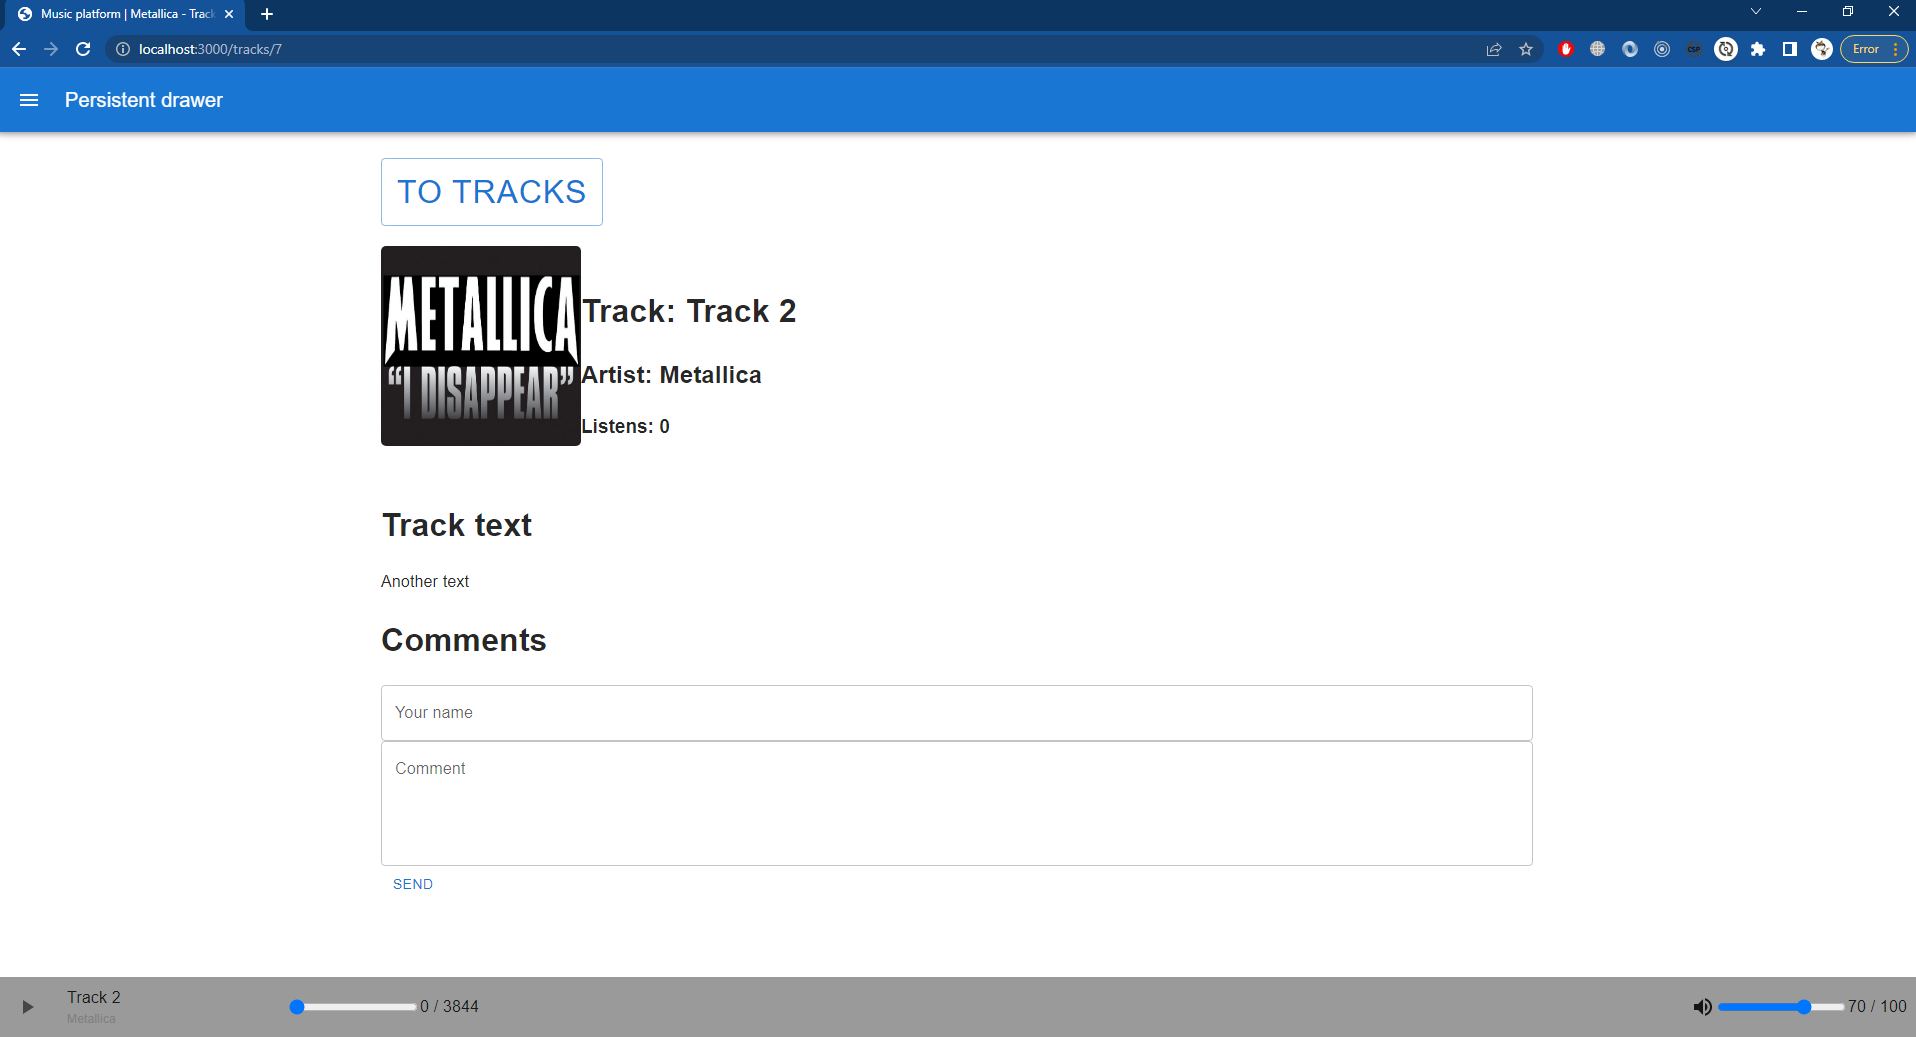 Music platform | Metallica - Track
localhost:3000/tracks/7
CSP
Error
Persistent drawer
TO TRACKS
METALLICA
“I DISAPPEAR”
Track: Track 2
Artist: Metallica
Listens: 0
Track text
Another text
Comments
Your name
Comment
SEND
Track 2
Metallica
0 / 3844
70 / 100